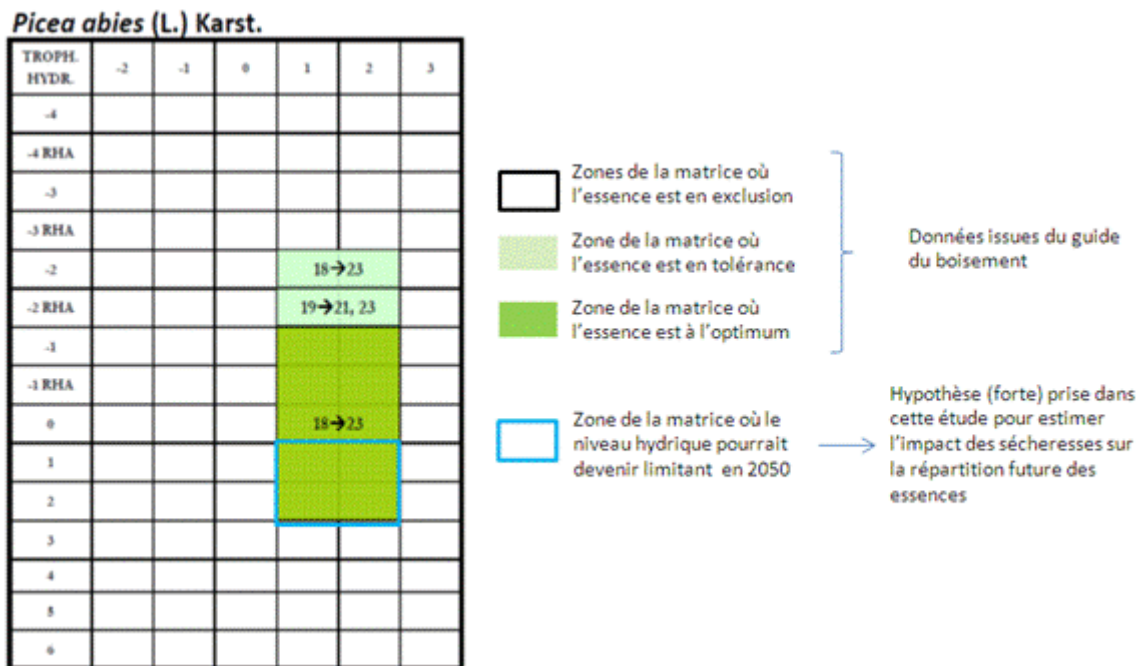 Picea abies (L.) Karst.
TROPH.
HYDR.
-2 -1 0 1 2 3
-4
-4 RHA
-3
-3 RHA
-2 18→23
-2 RHA 19→21, 23
-1
-1 RHA
0 18→23
1
2
3
4
5
6
Zones de la matrice où
l'essence est en exclusion
Zone de la matrice où
l'essence est en tolérance
Zone de la matrice où
l'essence est à l'optimum
Données issues du guide
du boisement
Zone de la matrice où le
niveau hydrique pourrait
devenir limitant en 2050
Hypothèse (forte) prise dans
cette étude pour estimer
l'impact des sécheresses sur
la répartition future des
essences